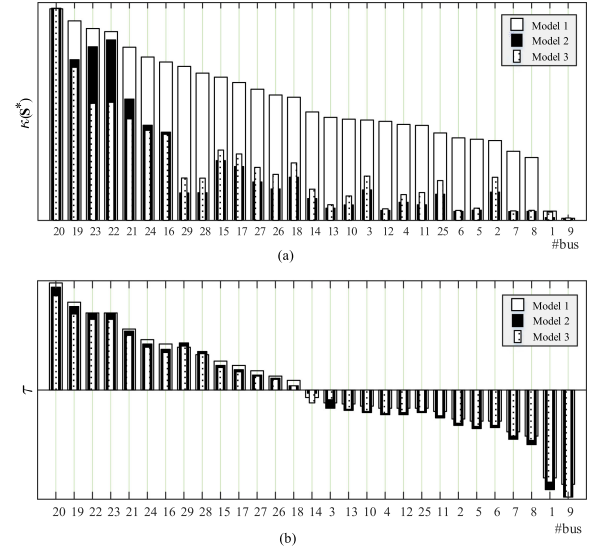 Model 1
Model 2
Model 3
κ(S*)
20 19 23 22 21 24 16 29 28 15 17 27 26 18 14 13 10 3 12 4 11 25 6 5 2 7 8 1 9
#bus
(a)
Model 1
Model 2
Model 3
τ
20 19 22 23 21 24 16 29 28 15 17 27 26 18 14 3 13 10 4 12 25 11 2 5 6 7 8 1 9
#bus
(b)